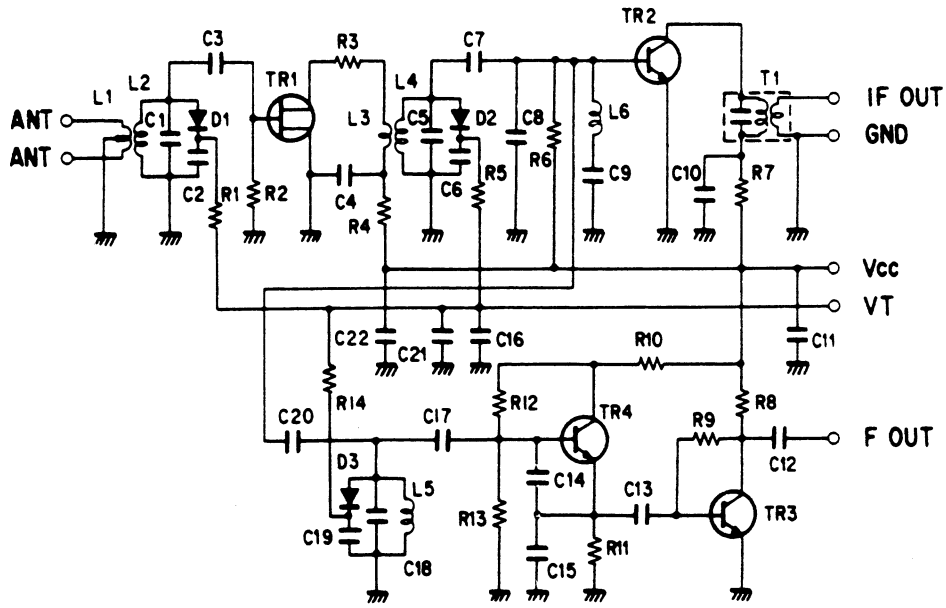 TR2
C3
R3
L4
C7
TR1
T1
L1
L2
IF OUT
ANT
C1
D1
L3
C5
D2
C8
L6
GND
ANT
R6
C2
R1
R2
C4
R4
C6
R5
C9
C10
R7
Vcc
VT
C22
C21
C16
R10
C11
R14
R12
TR4
R8
C20
C17
R9
F OUT
D3
L5
C14
C13
C12
C19
R13
TR3
C18
C15
R11